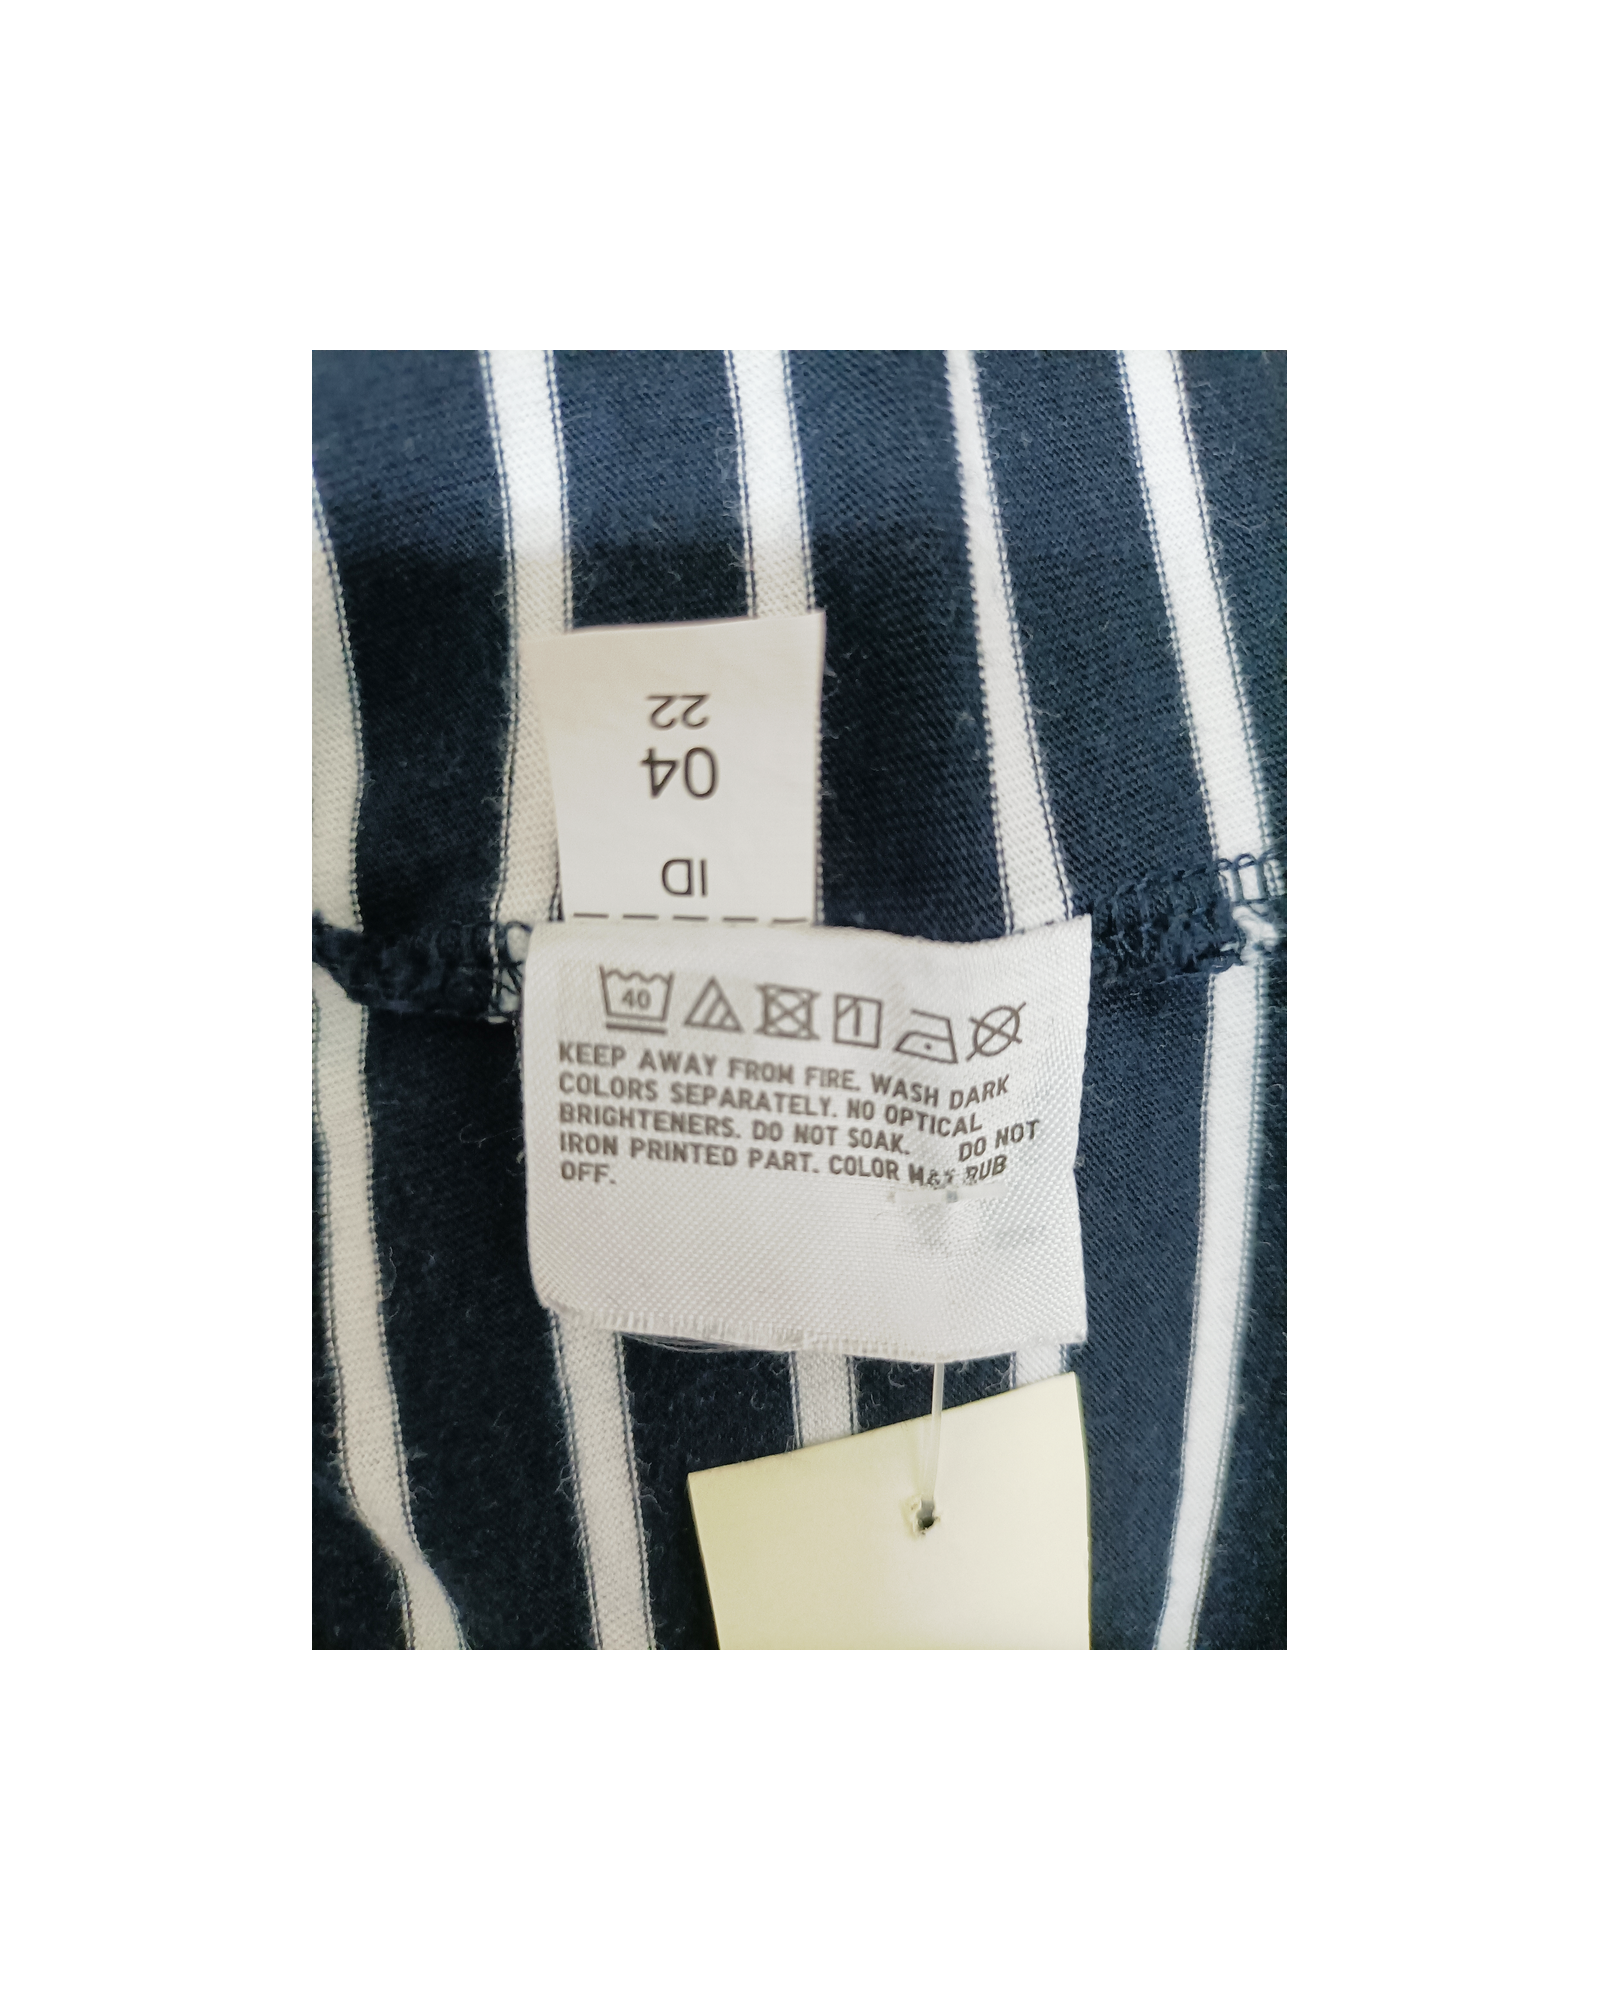 22
04
ID
40
KEEP AWAY FROM FIRE. WASH DARK
COLORS SEPARATELY. NO OPTICAL
BRIGHTENERS. DO NOT SOAK. DO NOT
IRON PRINTED PART. COLOR MAY RUB
OFF.